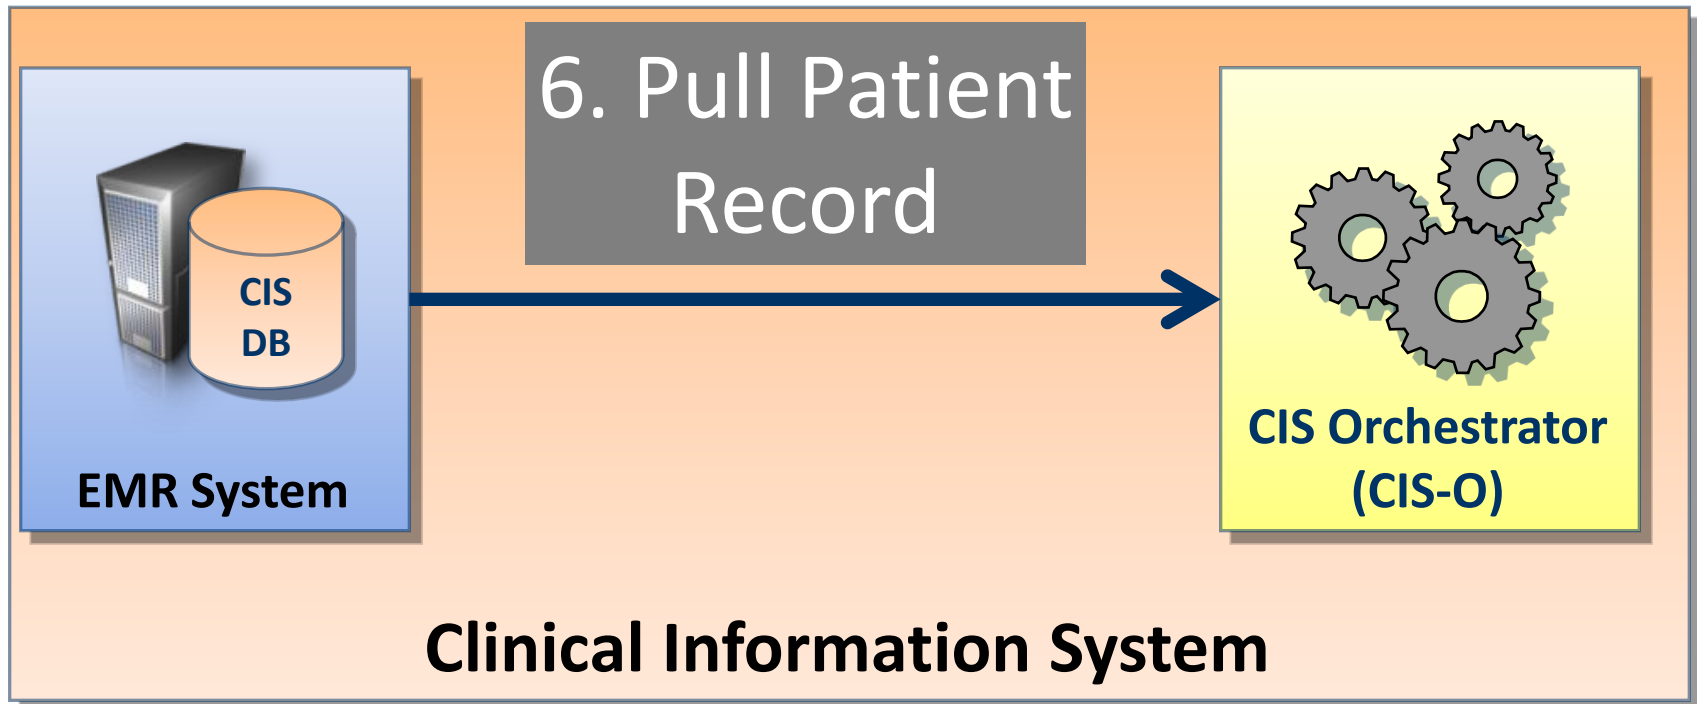 6. Pull Patient
Record
CIS
DB
EMR System
CIS Orchestrator
(CIS-O)
Clinical Information System